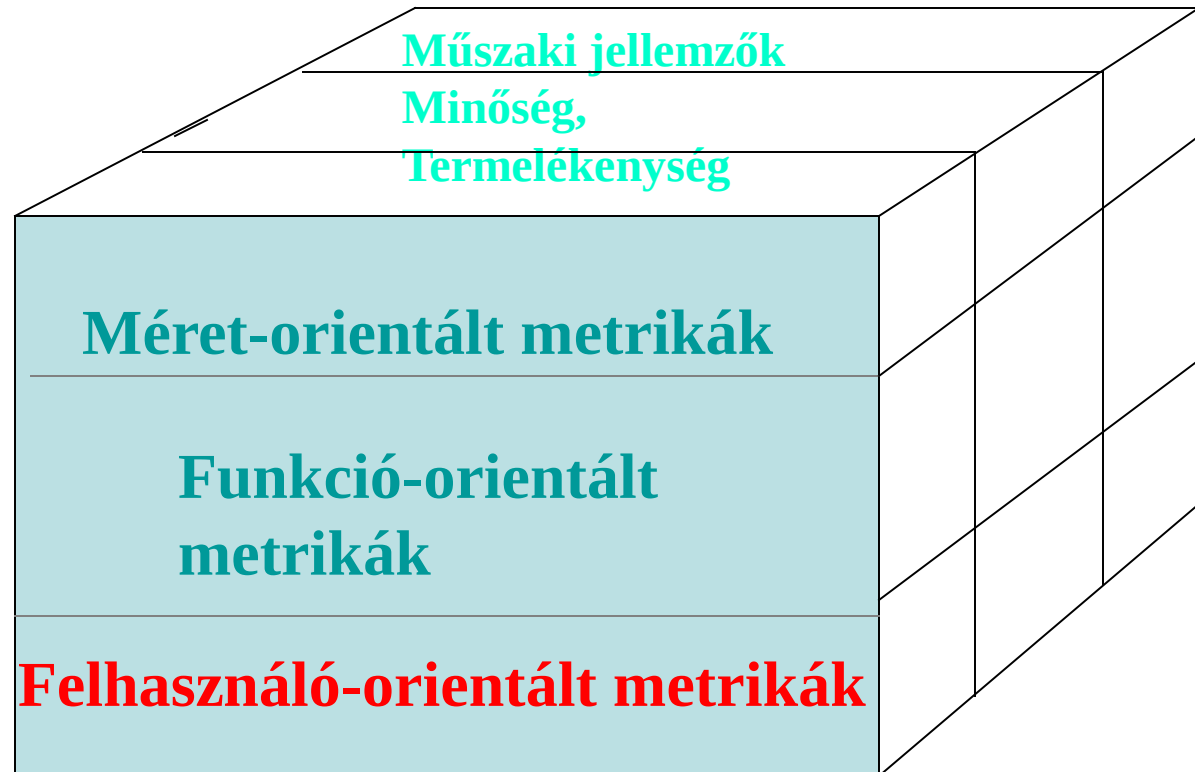 Műszaki jellemzők
Minőség,
Termelékenység
Méret-orientált metrikák
Funkció-orientált
metrikák
Felhasználó-orientált metrikák